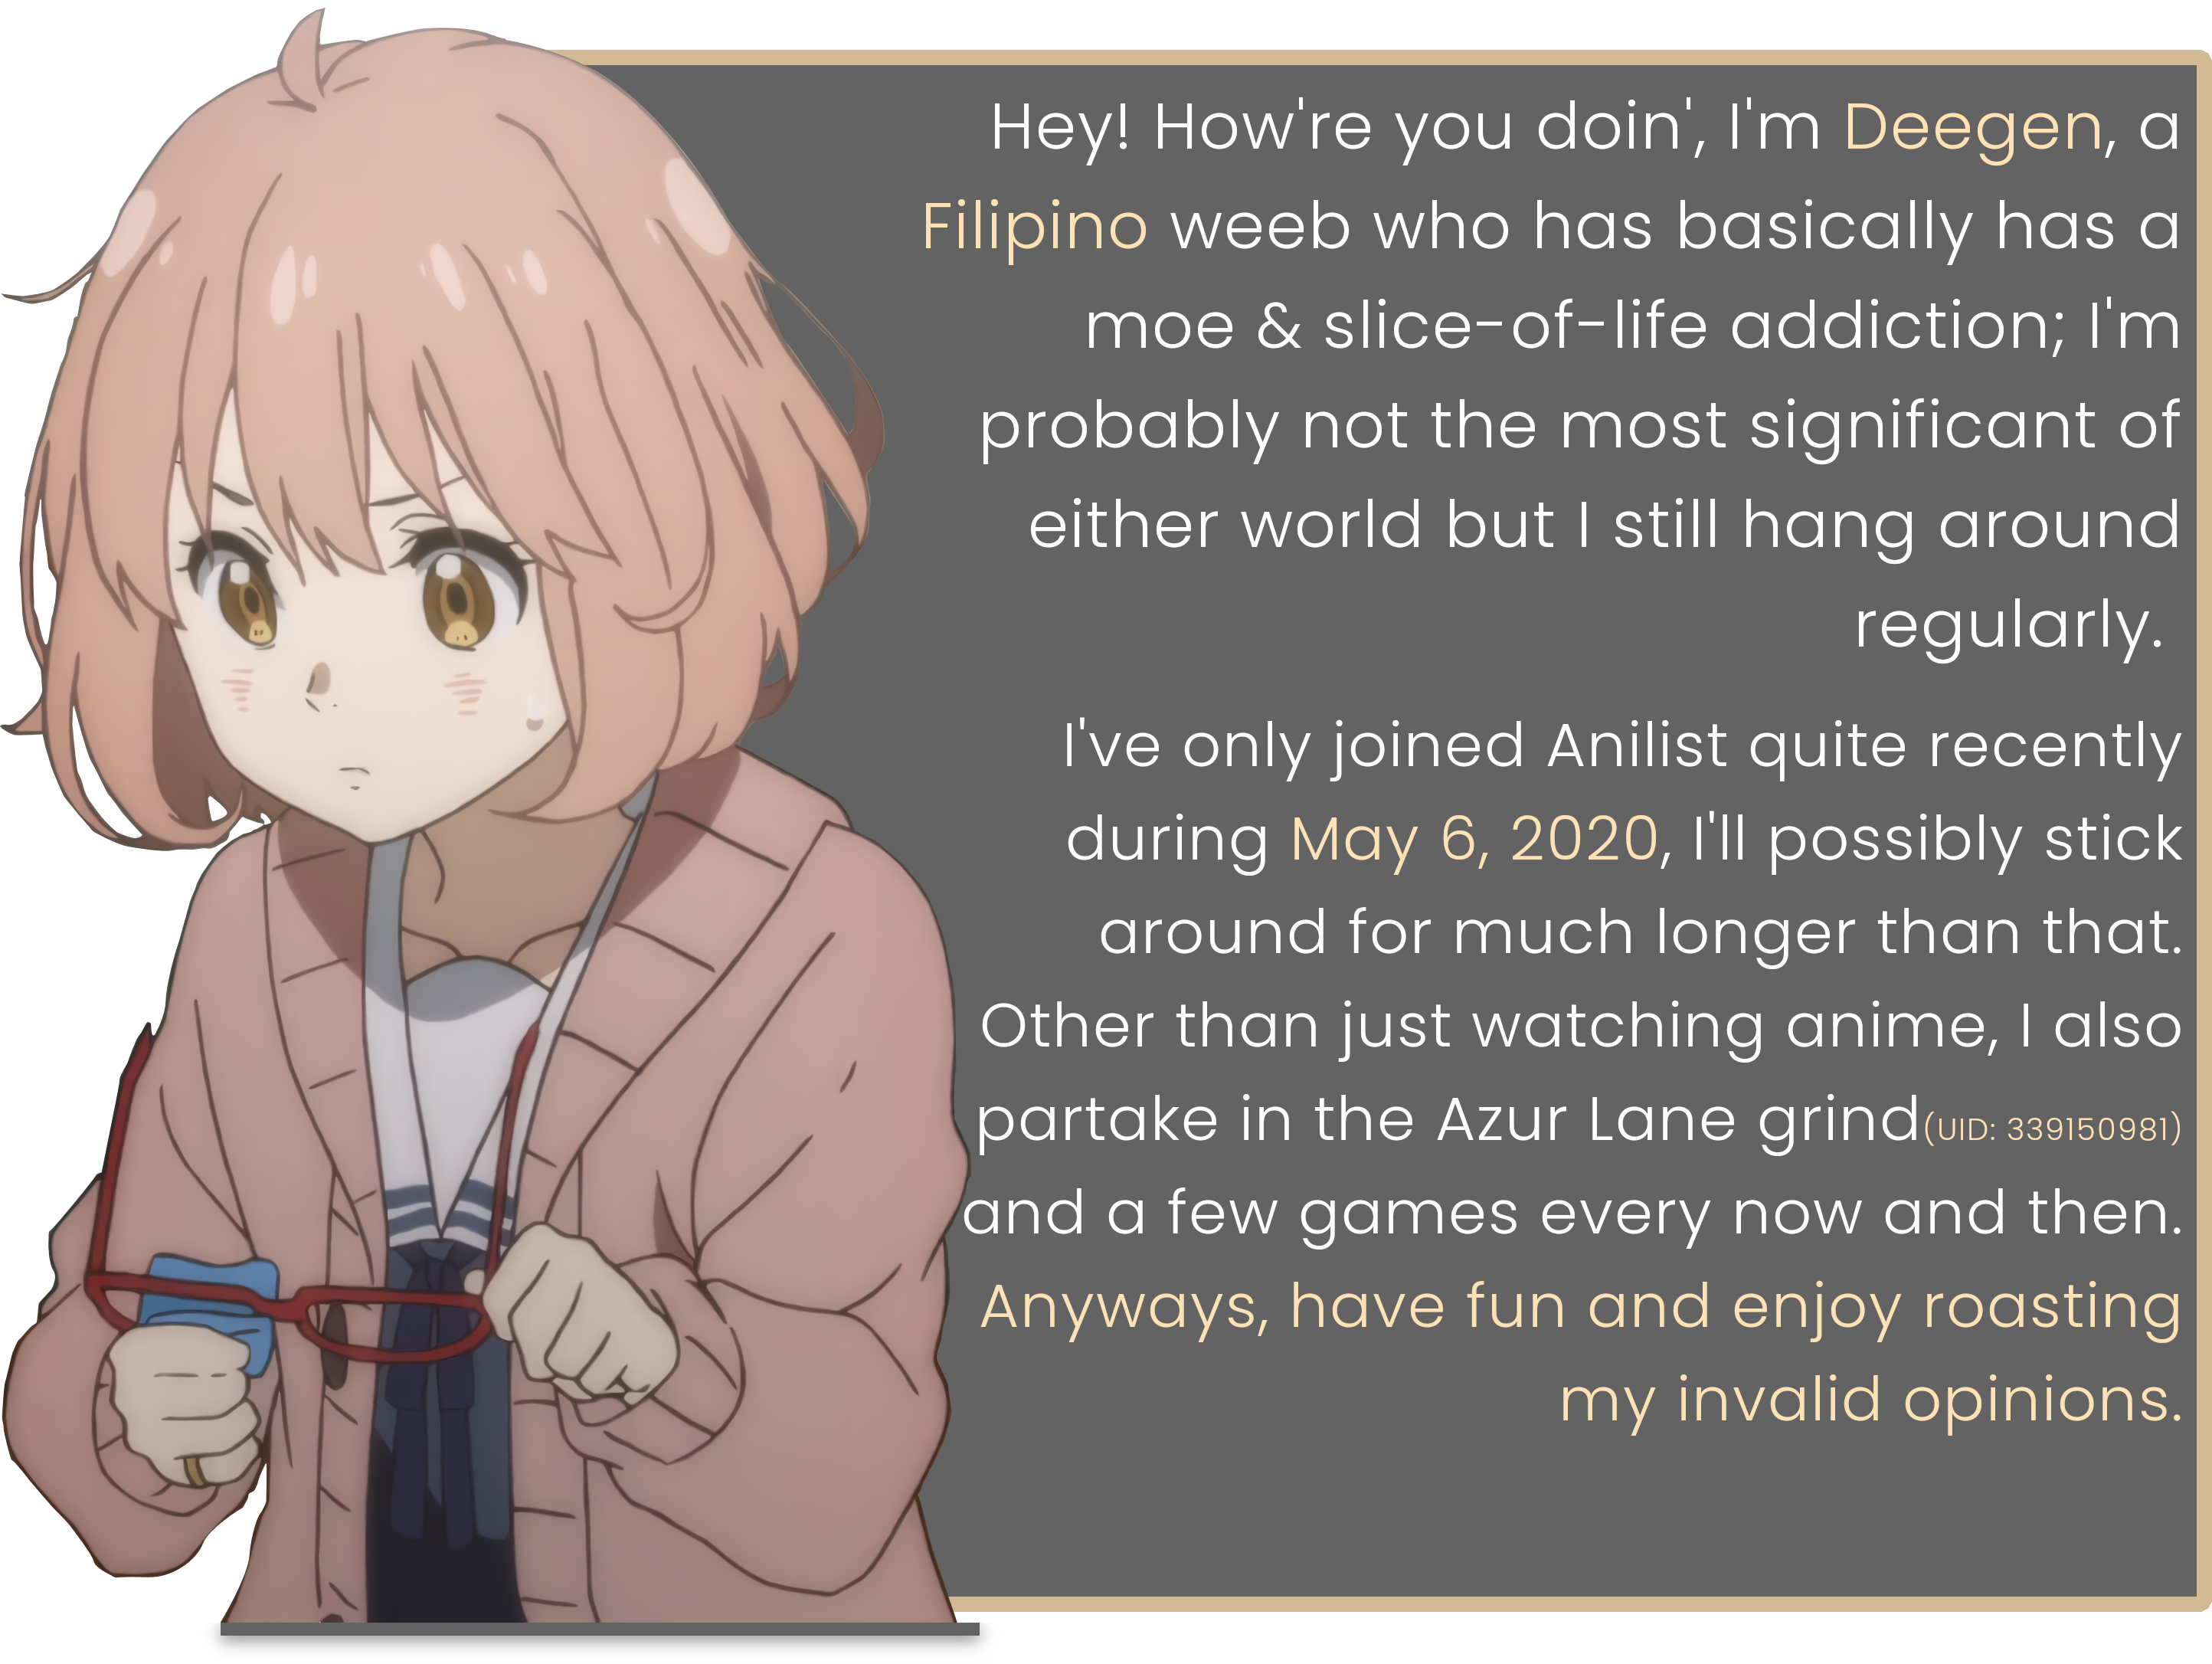 Hey! How're you doin', I'm Deegen, a
Filipino weeb who has basically has a
moe & slice-of-life addiction; I'm
probably not the most significant of
either world but I still hang around
regularly.
I've only joined Anilist quite recently
during May 6, 2020, I'll possibly stick
around for much longer than that.
Other than just watching anime, I also
partake in the Azur Lane grind(UID: 339150981)
and a few games every now and then.
Anyways, have fun and enjoy roasting
my invalid opinions.